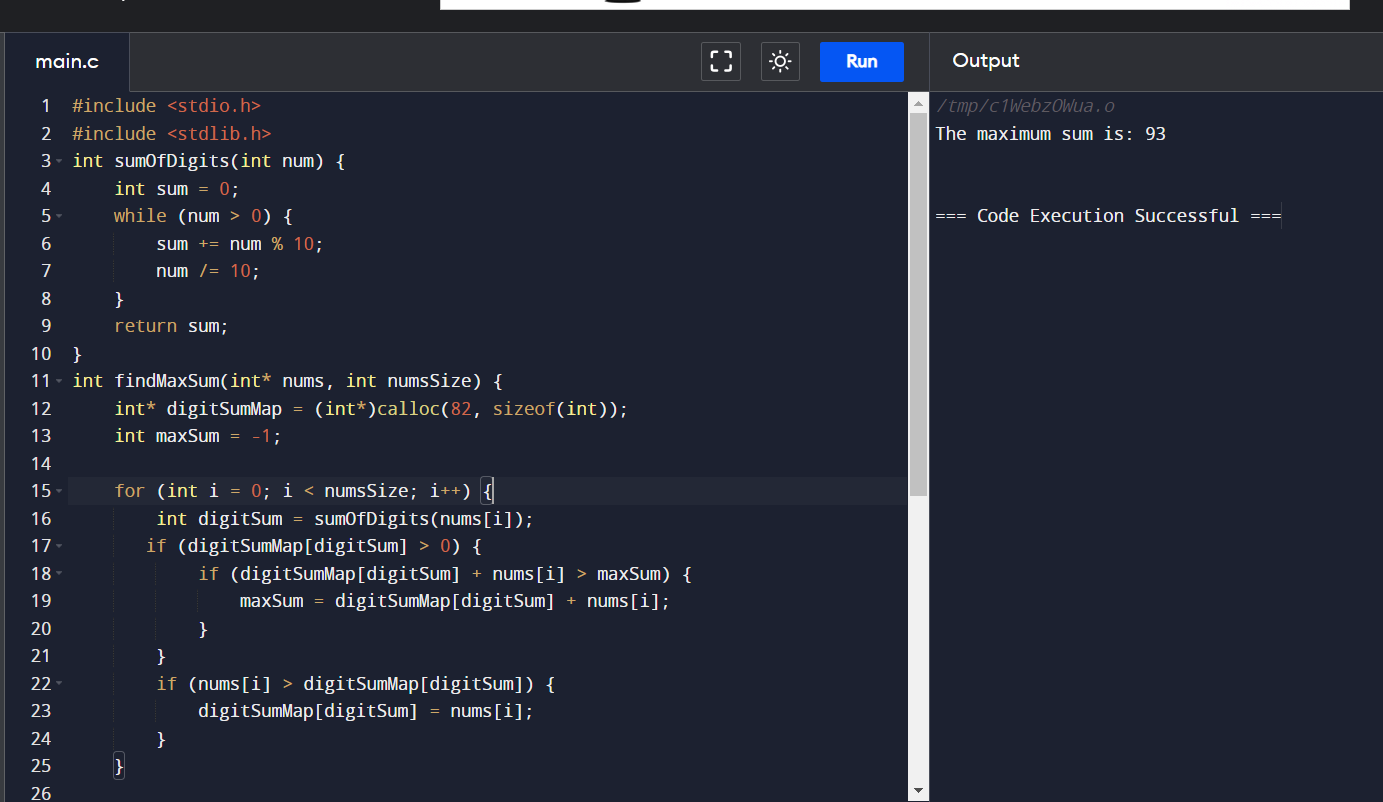 main.c
Run
Output
1 #include <stdio.h>
2 #include <stdlib.h>
3 int sumOfDigits(int num) {
4     int sum = 0;
5     while (num > 0) {
6         sum += num % 10;
7         num /= 10;
8     }
9     return sum;
10 }
11 int findMaxSum(int* nums, int numsSize) {
12     int* digitSumMap = (int*)calloc(82, sizeof(int));
13     int maxSum = -1;
14
15     for (int i = 0; i < numsSize; i++) {
16         int digitSum = sumOfDigits(nums[i]);
17        if (digitSumMap[digitSum] > 0) {
18             if (digitSumMap[digitSum] + nums[i] > maxSum) {
19                 maxSum = digitSumMap[digitSum] + nums[i];
20             }
21         }
22         if (nums[i] > digitSumMap[digitSum]) {
23             digitSumMap[digitSum] = nums[i];
24         }
25     }
26
/tmp/c1WebzOWua.o
The maximum sum is: 93
=== Code Execution Successful ===